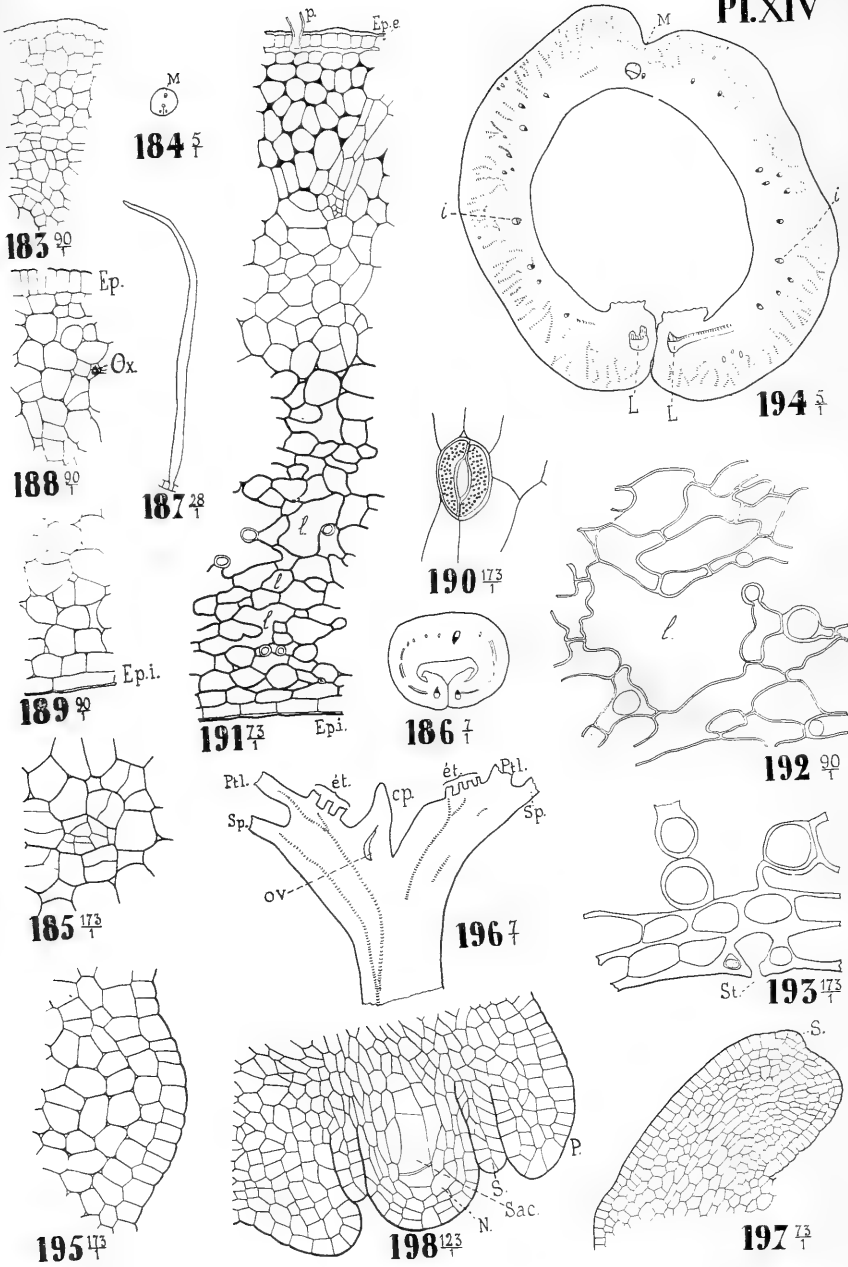 Pl. XIV
p.
Ep.e.
M
M
184 5/1
183 90/1
i
i
Ep.
Ox.
188 90/1
187 28/1
L
L
194 5/1
l
l
l
190 173/1
l.
Ep.i.
189 90/1
191 73/1
Epi.
186 7/1
192 90/1
Ptl.
ét.
cp.
ét.
Ptl.
Sp.
Sp.
ov
185 173/1
196 7/1
St.
193 173/1
S.
P.
S.
Sac.
N.
195 173/1
198 123/1
197 73/1